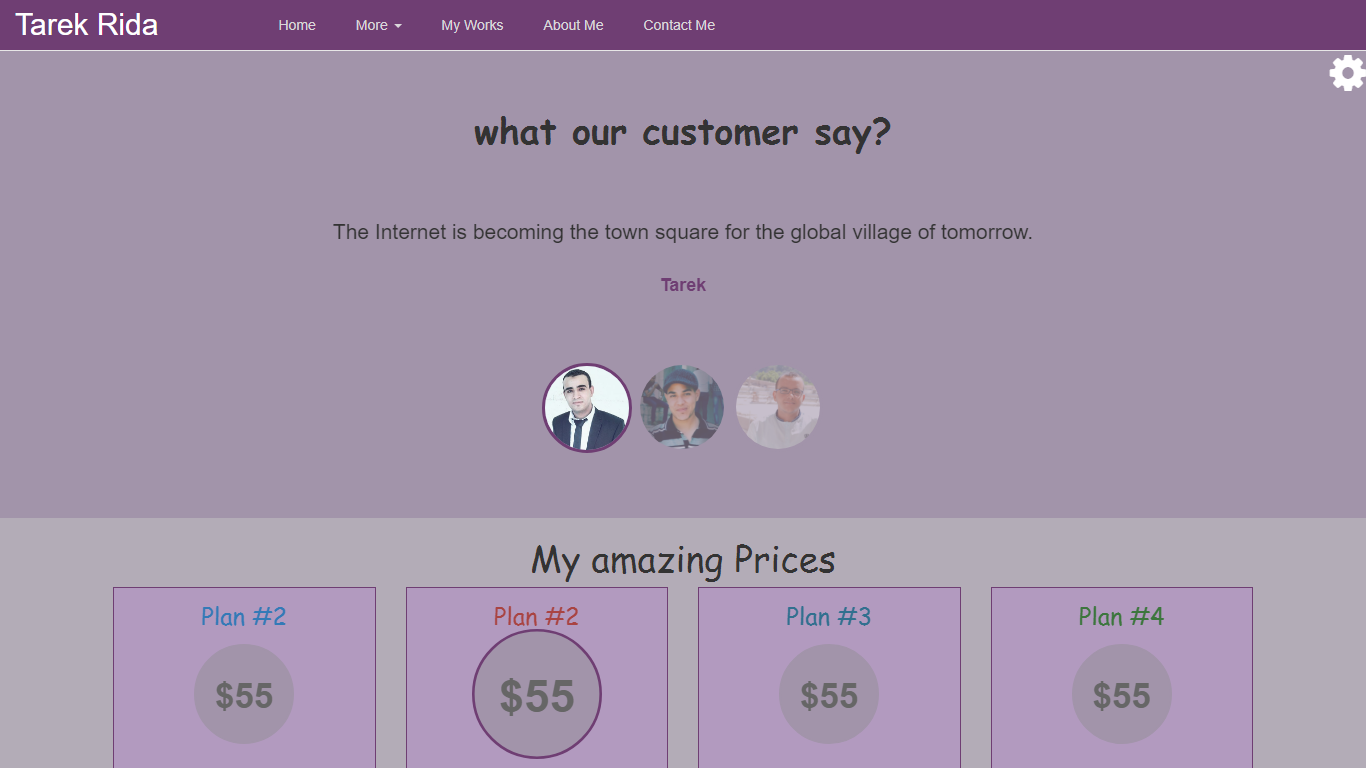 Tarek Rida
Home More My Works About Me Contact Me
what our customer say?
The Internet is becoming the town square for the global village of tomorrow.
Tarek
My amazing Prices
Plan #2 Plan #2 Plan #3 Plan #4
$55 $55 $55 $55